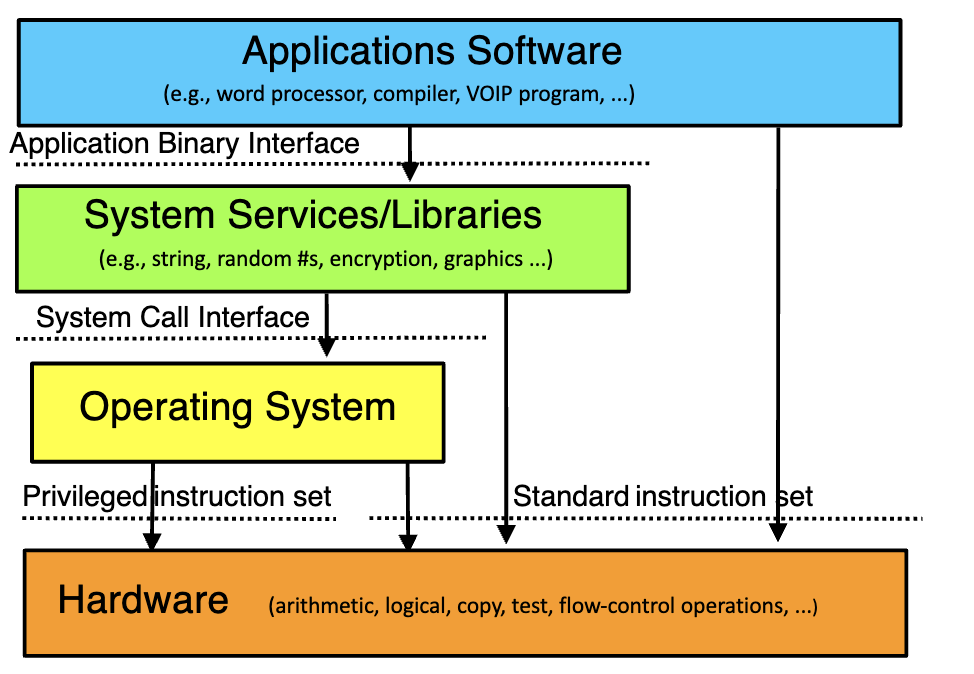 Applications Software
(e.g., word processor, compiler, VOIP program, ...)
Application Binary Interface
System Services/Libraries
(e.g., string, random #s, encryption, graphics ...)
System Call Interface
Operating System
Privileged instruction set
Standard instruction set
Hardware (arithmetic, logical, copy, test, flow-control operations, ...)